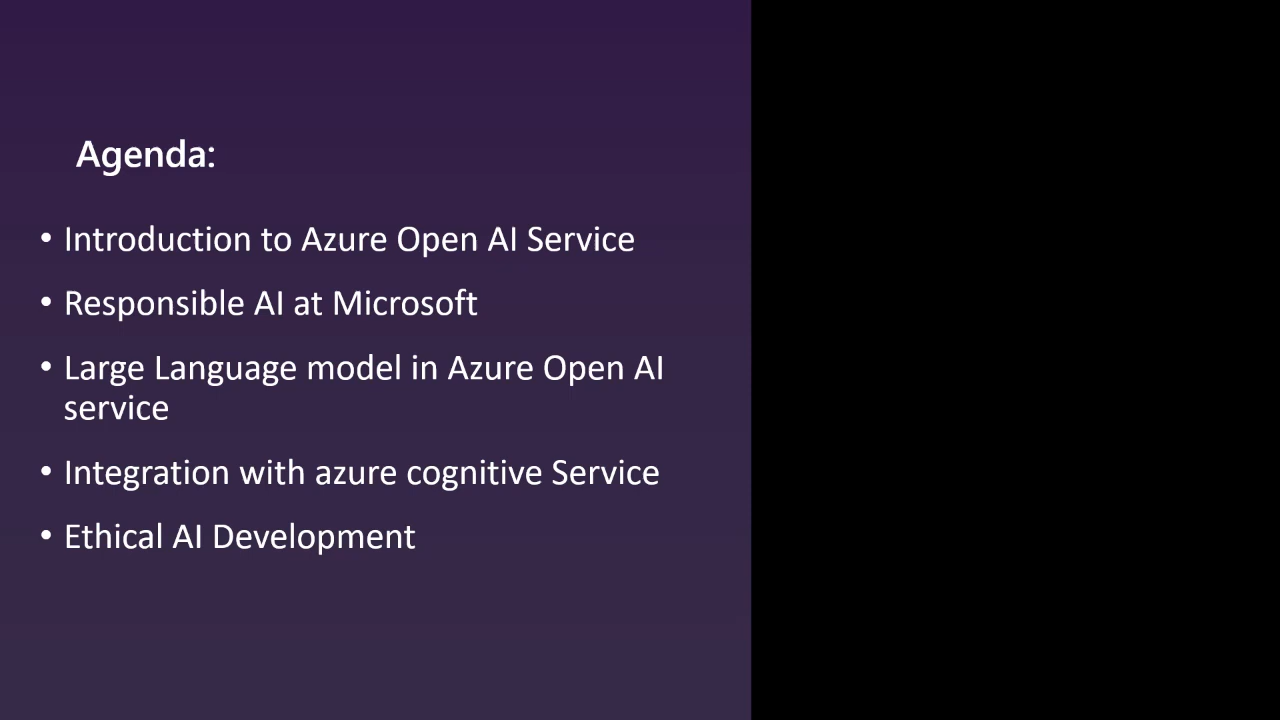 Agenda:
• Introduction to Azure Open AI Service
• Responsible AI at Microsoft
• Large Language model in Azure Open AI
service
• Integration with azure cognitive Service
• Ethical AI Development